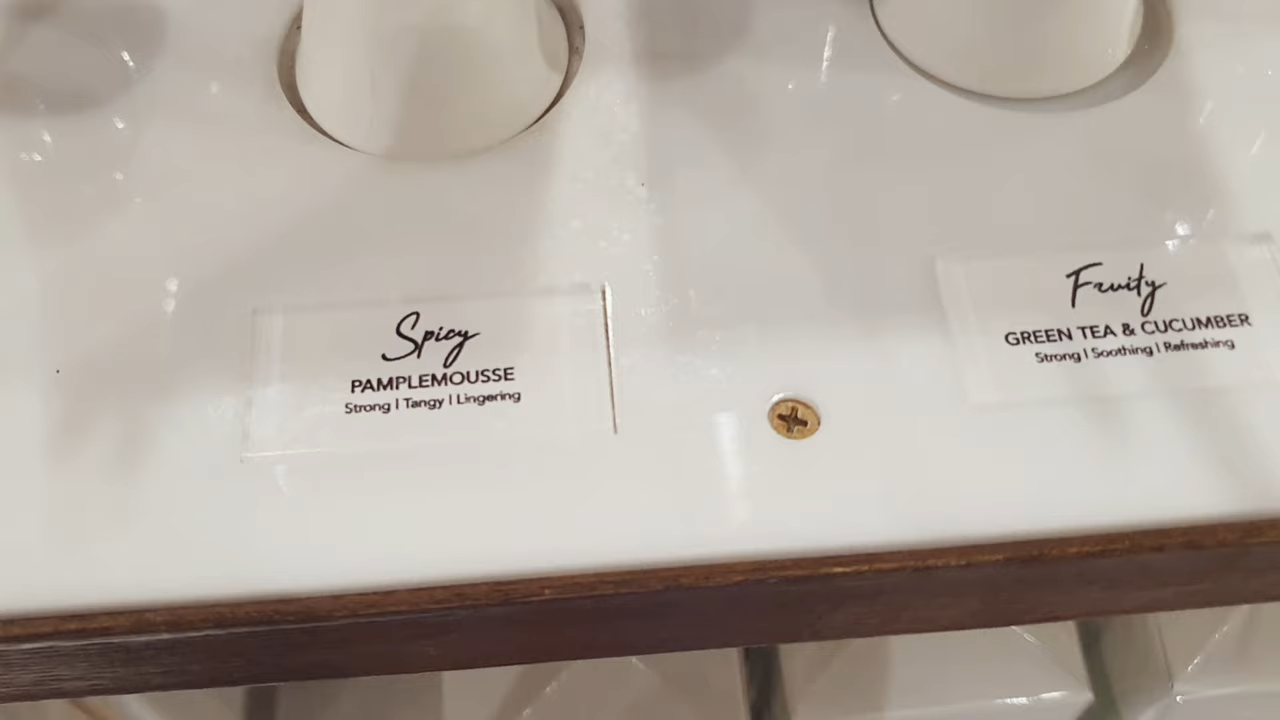 Spicy
PAMPLEMOUSSE
Strong | Tangy | Lingering
Fruity
GREEN TEA & CUCUMBER
Strong | Soothing | Refreshing